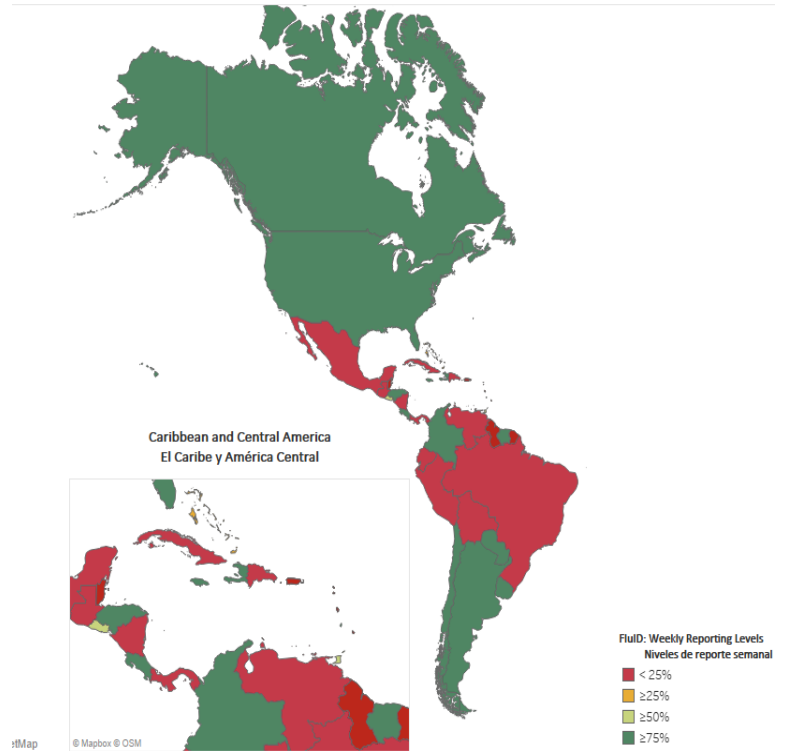 Caribbean and Central America
El Caribe y América Central
FluID: Weekly Reporting Levels
Niveles de reporte semanal
< 25%
≥25%
≥50%
≥75%
etMap
© Mapbox © OSM